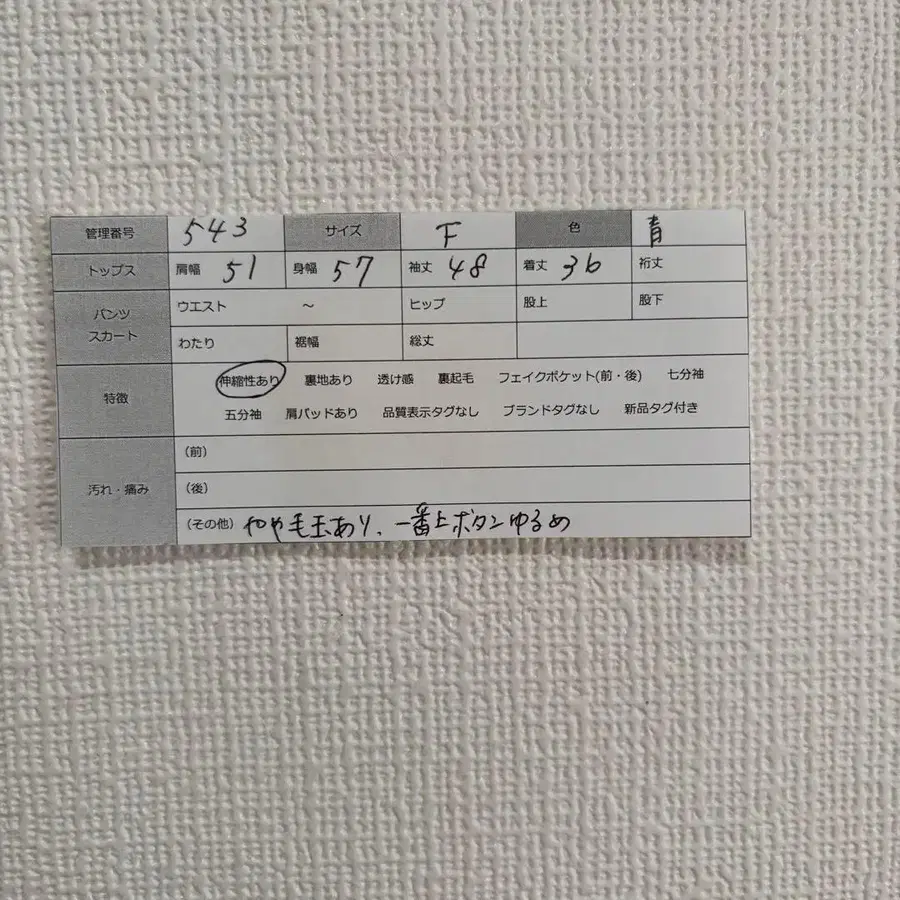 管理番号 543 サイズ F 色 青
トップス 肩幅 51 身幅 57 袖丈 48 着丈 36 裄丈
パンツ スカート ウエスト ～ ヒップ 股上 股下
わたり 裾幅 総丈
特徴 伸縮性あり 裏地あり 透け感 裏起毛 フェイクポケット(前・後) 七分袖
五分袖 肩パッドあり 品質表示タグなし ブランドタグなし 新品タグ付き
汚れ・痛み (前)
(後)
(その他) やや毛玉あり、一番上ボタンゆるめ